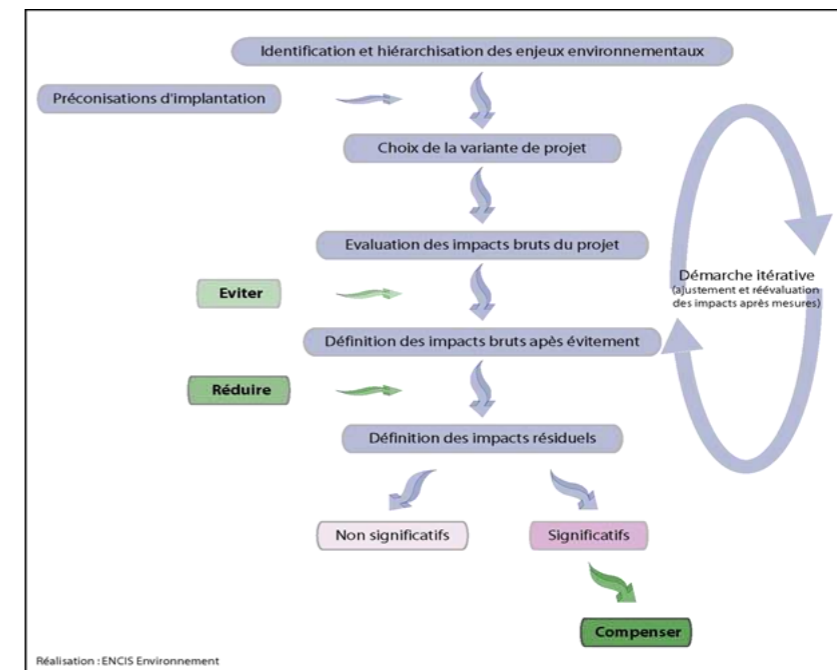 Identification et hiérarchisation des enjeux environnementaux
Préconisations d'implantation
Choix de la variante de projet
Evaluation des impacts bruts du projet
Eviter
Démarche itérative
(ajustement et réévaluation
des impacts après mesures)
Définition des impacts bruts apès évitement
Réduire
Définition des impacts résiduels
Non significatifs
Significatifs
Compenser
Réalisation : ENCIS Environnement